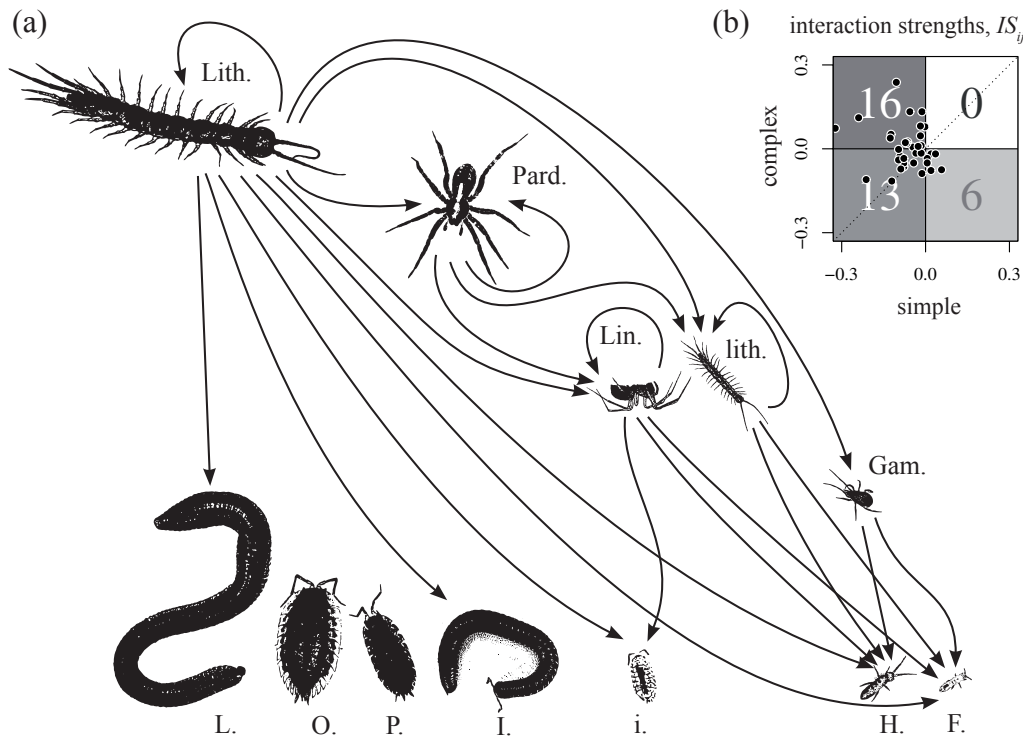 (a)
Lith.
Pard.
Lin.
lith.
Gam.
L.
O.
P.
I.
i.
H.
F.
(b)
interaction strengths, IS_ij
complex
0.3
0.0
−0.3
16
0
13
6
−0.3
0.0
0.3
simple